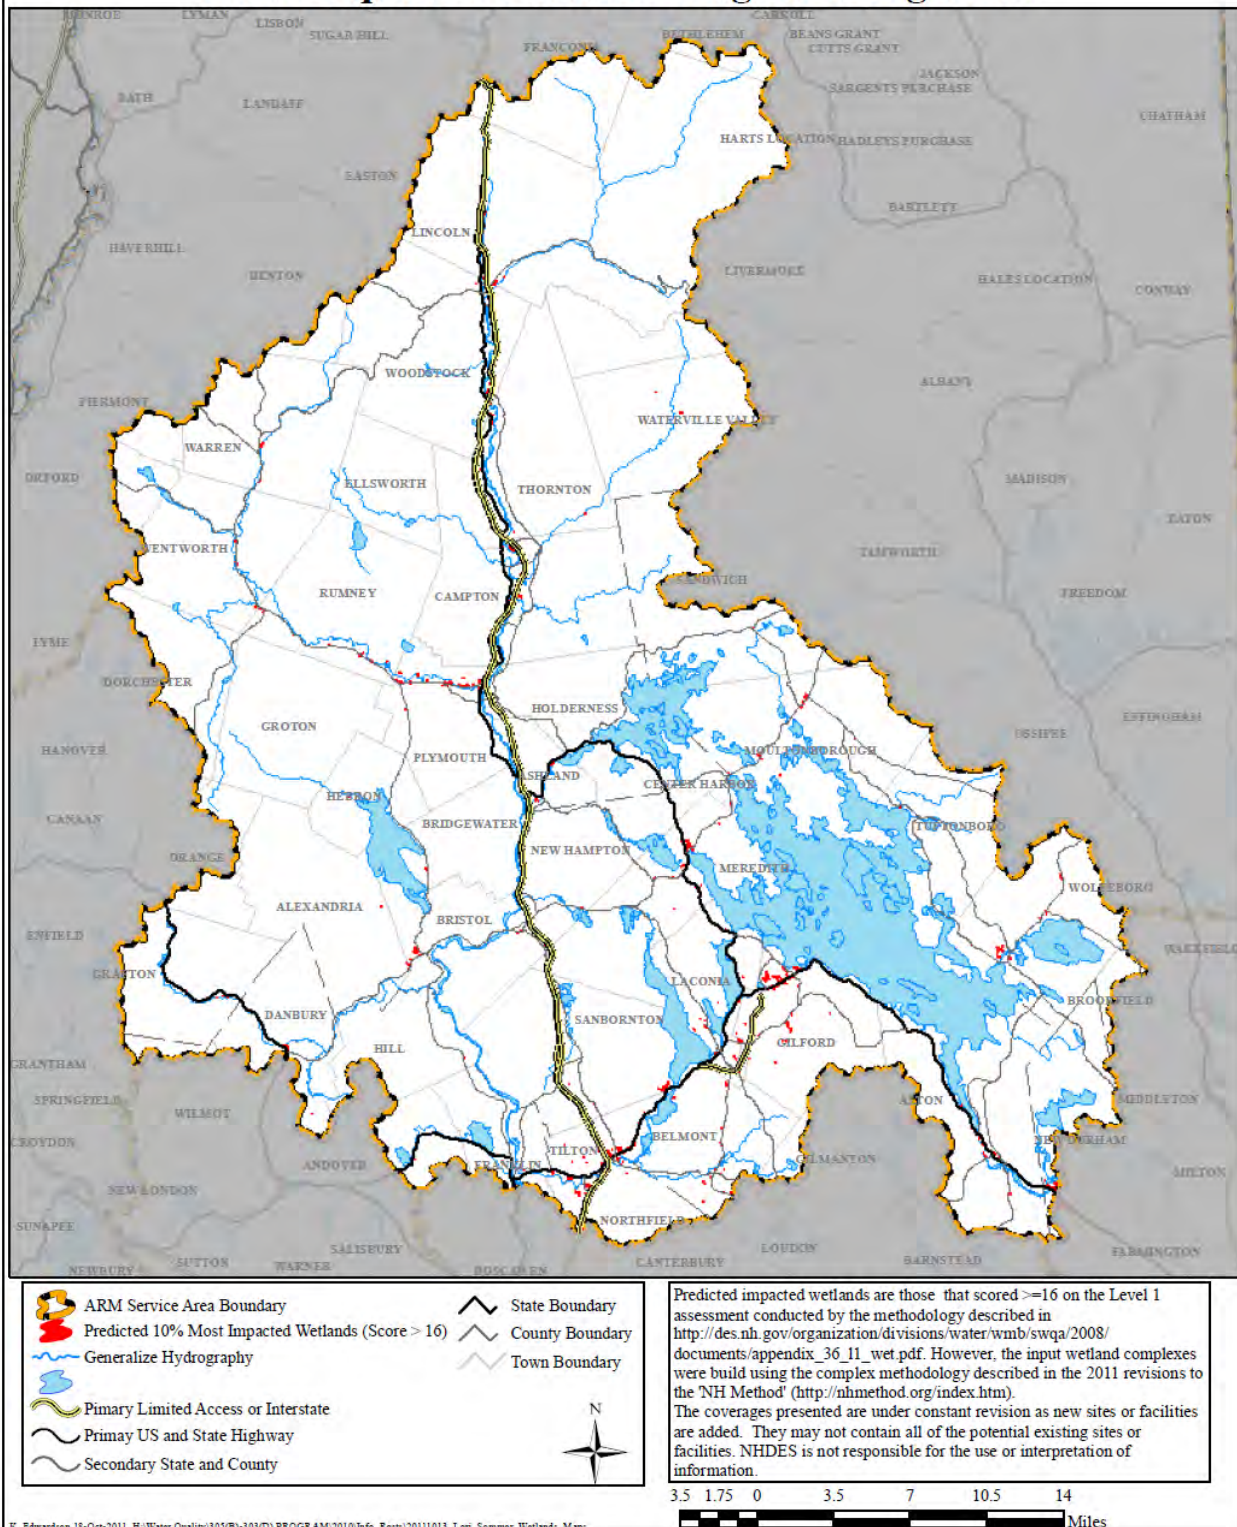 MONROE
LYMAN
LISBON
SUGAR HILL
FRANCONIA
BETHLEHEM
CARROLL
BEANS GRANT
CUTTS GRANT
JACKSON
SARGENTS PURCHASE
BATH
LANDAFF
CHATHAM
HARTS LOCATION
HADLEYS PURCHASE
EASTON
BARTLETT
LINCOLN
HAVERHILL
BENTON
LIVERMORE
HALES LOCATION
CONWAY
WOODSTOCK
ALBANY
PIERMONT
WATERVILLE VALLEY
WARREN
ORFORD
ELLSWORTH
THORNTON
MADISON
EATON
WENTWORTH
TAMWORTH
SANDWICH
RUMNEY
CAMPTON
FREEDOM
LYME
DORCHESTER
HOLDERNESS
EFFINGHAM
GROTON
OSSIPEE
HANOVER
PLYMOUTH
MOULTONBOROUGH
ASHLAND
CENTER HARBOR
HEBRON
CANAAN
BRIDGEWATER
TUFTONBORO
NEW HAMPTON
ORANGE
MEREDITH
WOLFEBORO
ALEXANDRIA
BRISTOL
ENFIELD
WAKEFIELD
GRAFTON
LACONIA
BROOKFIELD
DANBURY
SANBORNTON
HILL
GILFORD
GRANTHAM
SPRINGFIELD
WILMOT
ALTON
MIDDLETON
CROYDON
BELMONT
NEW DURHAM
TILTON
ANDOVER
FRANKLIN
GILMANTON
MILTON
NEW LONDON
NORTHFIELD
SUNAPEE
SALISBURY
LOUDON
FARMINGTON
NEWBURY
SUTTON
WARNER
BOSCAWEN
CANTERBURY
BARNSTEAD
ARM Service Area Boundary
Predicted 10% Most Impacted Wetlands (Score > 16)
Generalize Hydrography
Pimary Limited Access or Interstate
Primay US and State Highway
Secondary State and County
State Boundary
County Boundary
Town Boundary
N
Predicted impacted wetlands are those that scored >=16 on the Level 1
assessment conducted by the methodology described in
http://des.nh.gov/organization/divisions/water/wmb/swqa/2008/
documents/appendix_36_l1_wet.pdf. However, the input wetland complexes
were build using the complex methodology described in the 2011 revisions to
the 'NH Method' (http://nhmethod.org/index.htm).
The coverages presented are under constant revision as new sites or facilities
are added. They may not contain all of the potential existing sites or
facilities. NHDES is not responsible for the use or interpretation of
information.
3.5 1.75 0 3.5 7 10.5 14
Miles